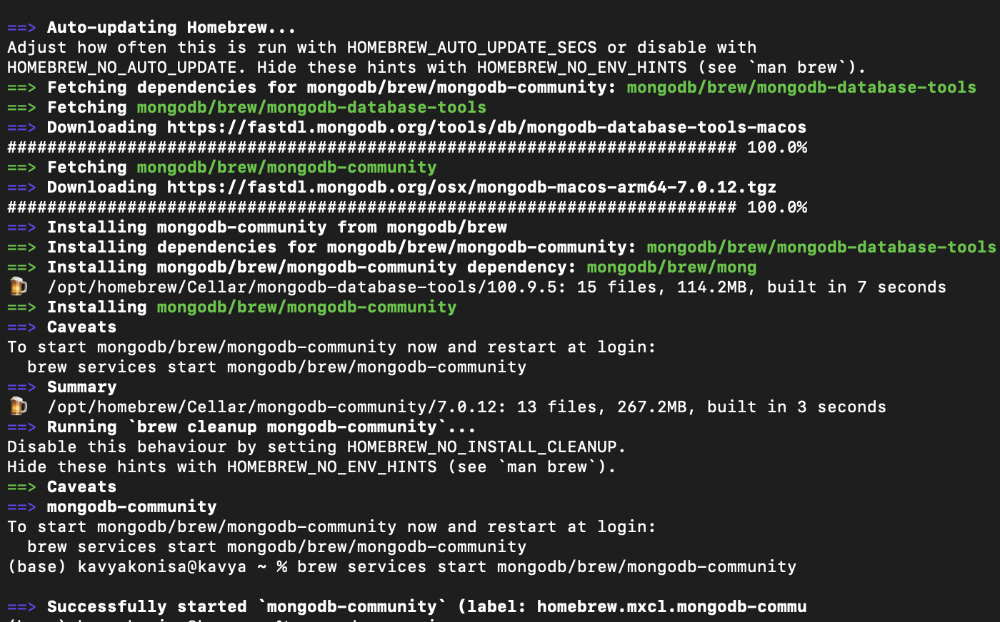 ==> Auto-updating Homebrew...
Adjust how often this is run with HOMEBREW_AUTO_UPDATE_SECS or disable with
HOMEBREW_NO_AUTO_UPDATE. Hide these hints with HOMEBREW_NO_ENV_HINTS (see `man brew`).
==> Fetching dependencies for mongodb/brew/mongodb-community: mongodb/brew/mongodb-database-tools
==> Fetching mongodb/brew/mongodb-database-tools
==> Downloading https://fastdl.mongodb.org/tools/db/mongodb-database-tools-macos
######################################################################### 100.0%
==> Fetching mongodb/brew/mongodb-community
==> Downloading https://fastdl.mongodb.org/osx/mongodb-macos-arm64-7.0.12.tgz
######################################################################### 100.0%
==> Installing mongodb-community from mongodb/brew
==> Installing dependencies for mongodb/brew/mongodb-community: mongodb/brew/mongodb-database-tools
==> Installing mongodb/brew/mongodb-community dependency: mongodb/brew/mong
🍺 /opt/homebrew/Cellar/mongodb-database-tools/100.9.5: 15 files, 114.2MB, built in 7 seconds
==> Installing mongodb/brew/mongodb-community
==> Caveats
To start mongodb/brew/mongodb-community now and restart at login:
  brew services start mongodb/brew/mongodb-community
==> Summary
🍺 /opt/homebrew/Cellar/mongodb-community/7.0.12: 13 files, 267.2MB, built in 3 seconds
==> Running `brew cleanup mongodb-community`...
Disable this behaviour by setting HOMEBREW_NO_INSTALL_CLEANUP.
Hide these hints with HOMEBREW_NO_ENV_HINTS (see `man brew`).
==> Caveats
==> mongodb-community
To start mongodb/brew/mongodb-community now and restart at login:
  brew services start mongodb/brew/mongodb-community
(base) kavyakonisa@kavya ~ % brew services start mongodb/brew/mongodb-community
==> Successfully started `mongodb-community` (label: homebrew.mxcl.mongodb-commu